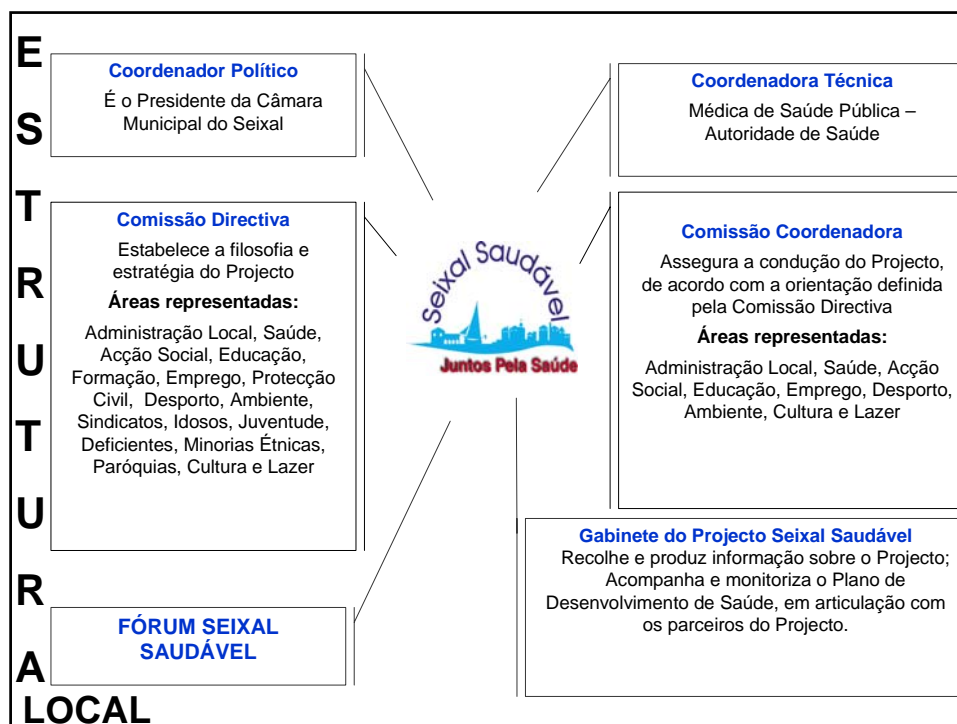 ESTRUTURA
LOCAL
Coordenador Político
É o Presidente da Câmara
Municipal do Seixal
Coordenadora Técnica
Médica de Saúde Pública –
Autoridade de Saúde
Comissão Directiva
Estabelece a filosofia e
estratégia do Projecto
Áreas representadas:
Administração Local, Saúde,
Acção Social, Educação,
Formação, Emprego, Protecção
Civil, Desporto, Ambiente,
Sindicatos, Idosos, Juventude,
Deficientes, Minorias Étnicas,
Paróquias, Cultura e Lazer
Seixal Saudável
Juntos Pela Saúde
Comissão Coordenadora
Assegura a condução do Projecto,
de acordo com a orientação definida
pela Comissão Directiva
Áreas representadas:
Administração Local, Saúde, Acção
Social, Educação, Emprego, Desporto,
Ambiente, Cultura e Lazer
Gabinete do Projecto Seixal Saudável
Recolhe e produz informação sobre o Projecto;
Acompanha e monitoriza o Plano de
Desenvolvimento de Saúde, em articulação com
os parceiros do Projecto.
FÓRUM SEIXAL
SAUDÁVEL